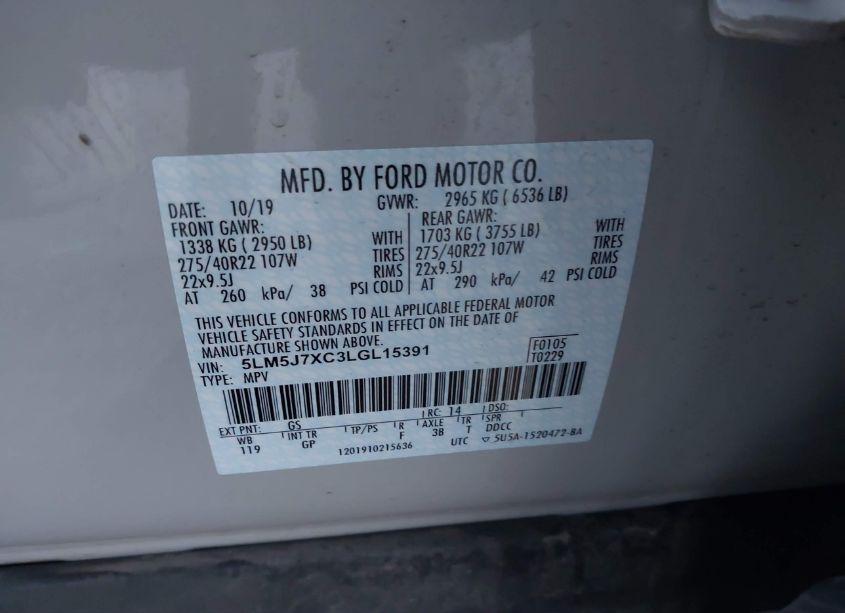 MFD. BY FORD MOTOR CO.
DATE: 10/19 GVWR: 2965 KG ( 6536 LB)
FRONT GAWR: REAR GAWR:
1338 KG ( 2950 LB) WITH 1703 KG ( 3755 LB) WITH
275/40R22 107W TIRES 275/40R22 107W TIRES
22x9.5J RIMS 22x9.5J RIMS
AT 260 kPa/ 38 PSI COLD AT 290 kPa/ 42 PSI COLD
THIS VEHICLE CONFORMS TO ALL APPLICABLE FEDERAL MOTOR
VEHICLE SAFETY STANDARDS IN EFFECT ON THE DATE OF
MANUFACTURE SHOWN ABOVE.
VIN: 5LM5J7XC3LGL15391 F0105
TYPE: MPV T0229
EXT PNT: GS RC: 14 DSO:
WB INT TR TP/PS R AXLE TR SPR
119 GP F 38 T DDCC
1201910215636 UTC ▽ 5U5A-1520472-BA